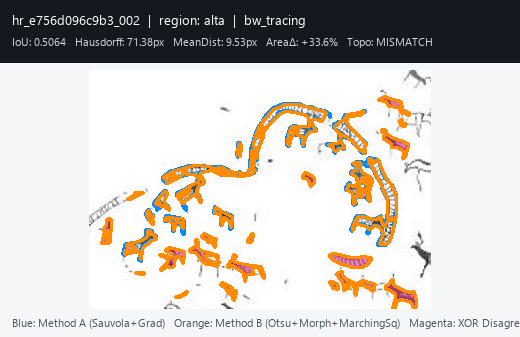 hr_e756d096c9b3_002 | region: alta | bw_tracing
IoU: 0.5064 Hausdorff: 71.38px MeanDist: 9.53px AreaΔ: +33.6% Topo: MISMATCH
Blue: Method A (Sauvola+Grad) Orange: Method B (Otsu+Morph+MarchingSq) Magenta: XOR Disagre